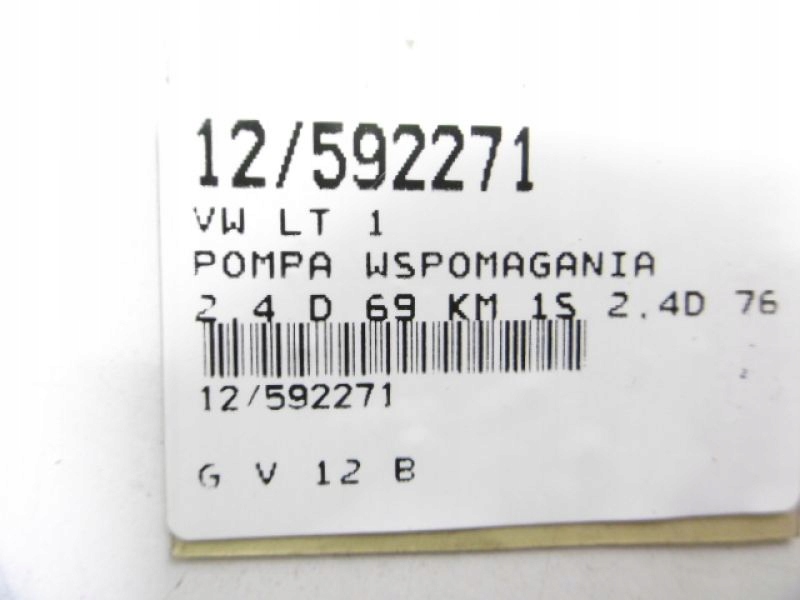 12/592271
VW LT 1
POMPA WSPOMAGANIA
2.4 D 69 KM 1S 2.4D 76
12/592271
G V 12 B